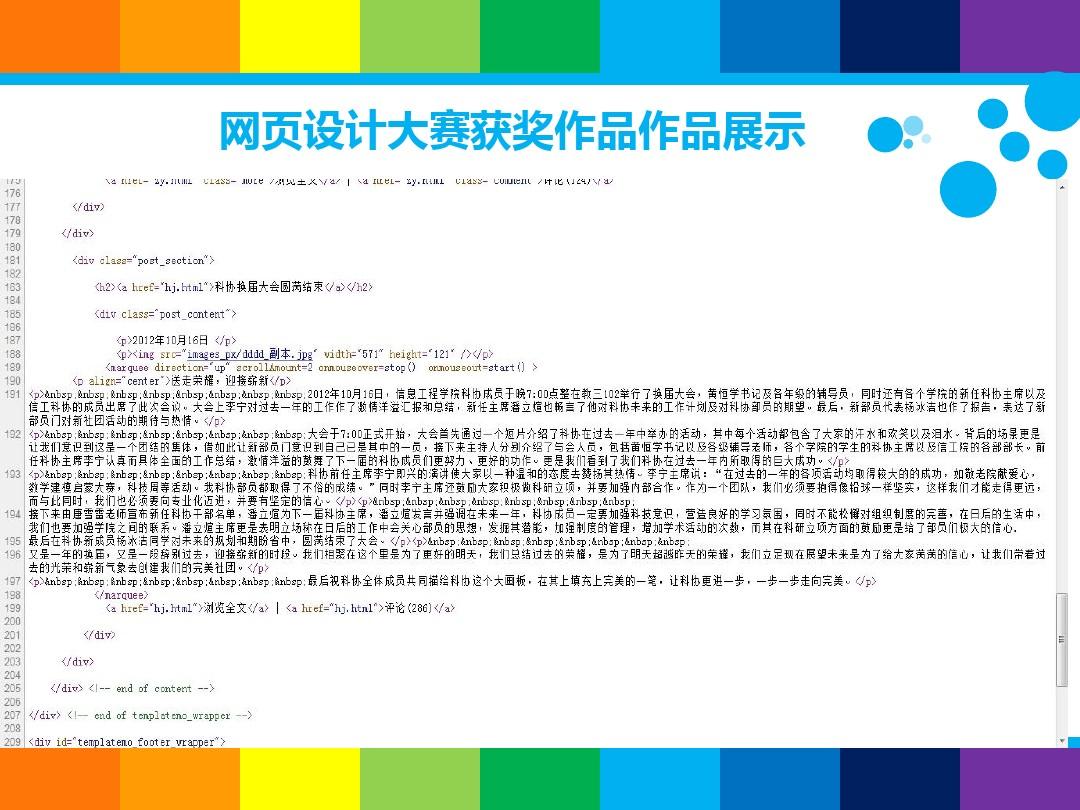 网页设计大赛获奖作品作品展示
175 <a href="zy.html" class="more">浏览全文</a> | <a href="zy.html" class="comment">评论(124)</a>
176
177 </div>
178
179 </div>
180
181 <div class="post_section">
182
183 <h2><a href="hj.html">科协换届大会圆满结束</a></h2>
184
185 <div class="post_content">
186
187 <p>2012年10月16日 </p>
188 <p><img src="images_px/dddd_副本.jpg" width="571" height="121" /></p>
189 <marquee direction="up" scrollAmount=2 onmouseover=stop() onmouseout=start() >
190 <p align="center">送走荣耀，迎接崭新</p>
191 <p>&nbsp;&nbsp;&nbsp;&nbsp;&nbsp;&nbsp;&nbsp;&nbsp;2012年10月16日，信息工程学院科协成员于晚7:00点整在教三102举行了换届大会，黄恒学书记及各年级的辅导员，同时还有各个学院的新任科协主席以及
信工科协的成员出席了此次会议。大会上李宁对过去一年的工作作了激情洋溢汇报和总结，新任主席潘立煊也畅言了他对科协未来的工作计划及对科协部员的期望。最后，新部员代表杨冰洁也作了报告，表达了新
部员们对新社团活动的期待与热情。</p>
192 <p>&nbsp;&nbsp;&nbsp;&nbsp;&nbsp;&nbsp;&nbsp;&nbsp;大会于7:00正式开始，大会首先通过一个短片介绍了科协在过去一年中举办的活动，其中每个活动都包含了大家的汗水和欢笑以及泪水。背后的场景更是
让我们意识到这是一个团结的集体，借如此让新部员们意识到自己已是其中的一员，接下来主持人分别介绍了与会人员，包括黄恒学书记以及各级辅导老师，各个学院的学生的科协主席以及信工院的各部部长。前
任科协主席李宁认真而具体全面的工作总结，激情洋溢的鼓舞了下一届的科协成员们更努力、更好的功作。更是我们看到了我们科协在过去一年内所取得的巨大成功。</p>
193 <p>&nbsp;&nbsp;&nbsp;&nbsp;&nbsp;&nbsp;&nbsp;&nbsp;科协前任主席李宁即兴的演讲使大家以一种温和的态度去赞扬其热情。李宁主席说："在过去的一年的各项活动均取得较大的的成功，如敬老院献爱心，
数学建模启蒙大赛，科技周等活动。我科协部员都取得了不俗的成绩。"同时李宁主席还鼓励大家积极做科研立项，并要加强内部合作。作为一个团队，我们必须要抱得像铅球一样坚实，这样我们才能走得更远，
而与此同时，我们也必须要向专业化迈进，并要有坚定的信心。</p><p>&nbsp;&nbsp;&nbsp;&nbsp;&nbsp;&nbsp;&nbsp;&nbsp;
194 接下来由唐雪雷老师宣布新任科协干部名单，潘立煊为下一届科协主席，潘立煊发言并强调在未来一年，科协成员一定要加强科技意识，营造良好的学习氛围，同时不能松懈对组织制度的完善，在日后的生活中，
我们也要加强学院之间的联系。潘立煊主席更是表明立场称在日后的工作中会关心部员的思想，发掘其潜能，加强制度的管理，增加学术活动的次数，而其在科研立项方面的鼓励更是给了部员们极大的信心。
195 最后在科协新成员杨冰洁同学对未来的规划和期盼省中，圆满结束了大会。</p><p>&nbsp;&nbsp;&nbsp;&nbsp;&nbsp;&nbsp;&nbsp;&nbsp;
196 又是一年的换届，又是一段辞别过去，迎接崭新的时段。我们相聚在这个里是为了更好的明天，我们总结过去的荣耀，是为了明天超越昨天的荣耀，我们立足现在展望未来是为了给大家满满的信心，让我们带着过
去的光荣和崭新气象去创建我们的完美社团。</p>
197 <p>&nbsp;&nbsp;&nbsp;&nbsp;&nbsp;&nbsp;&nbsp;&nbsp;最后祝科协全体成员共同描绘科协这个大画板，在其上填充上完美的一笔，让科协更进一步，一步一步走向完美。</p>
198 </marquee>
199 <a href="hj.html">浏览全文</a> | <a href="hj.html">评论(286)</a>
200
201 </div>
202
203 </div>
204
205 </div> <!-- end of content -->
206
207 </div> <!-- end of templatemo_wrapper -->
208
209 <div id="templatemo_footer_wrapper">